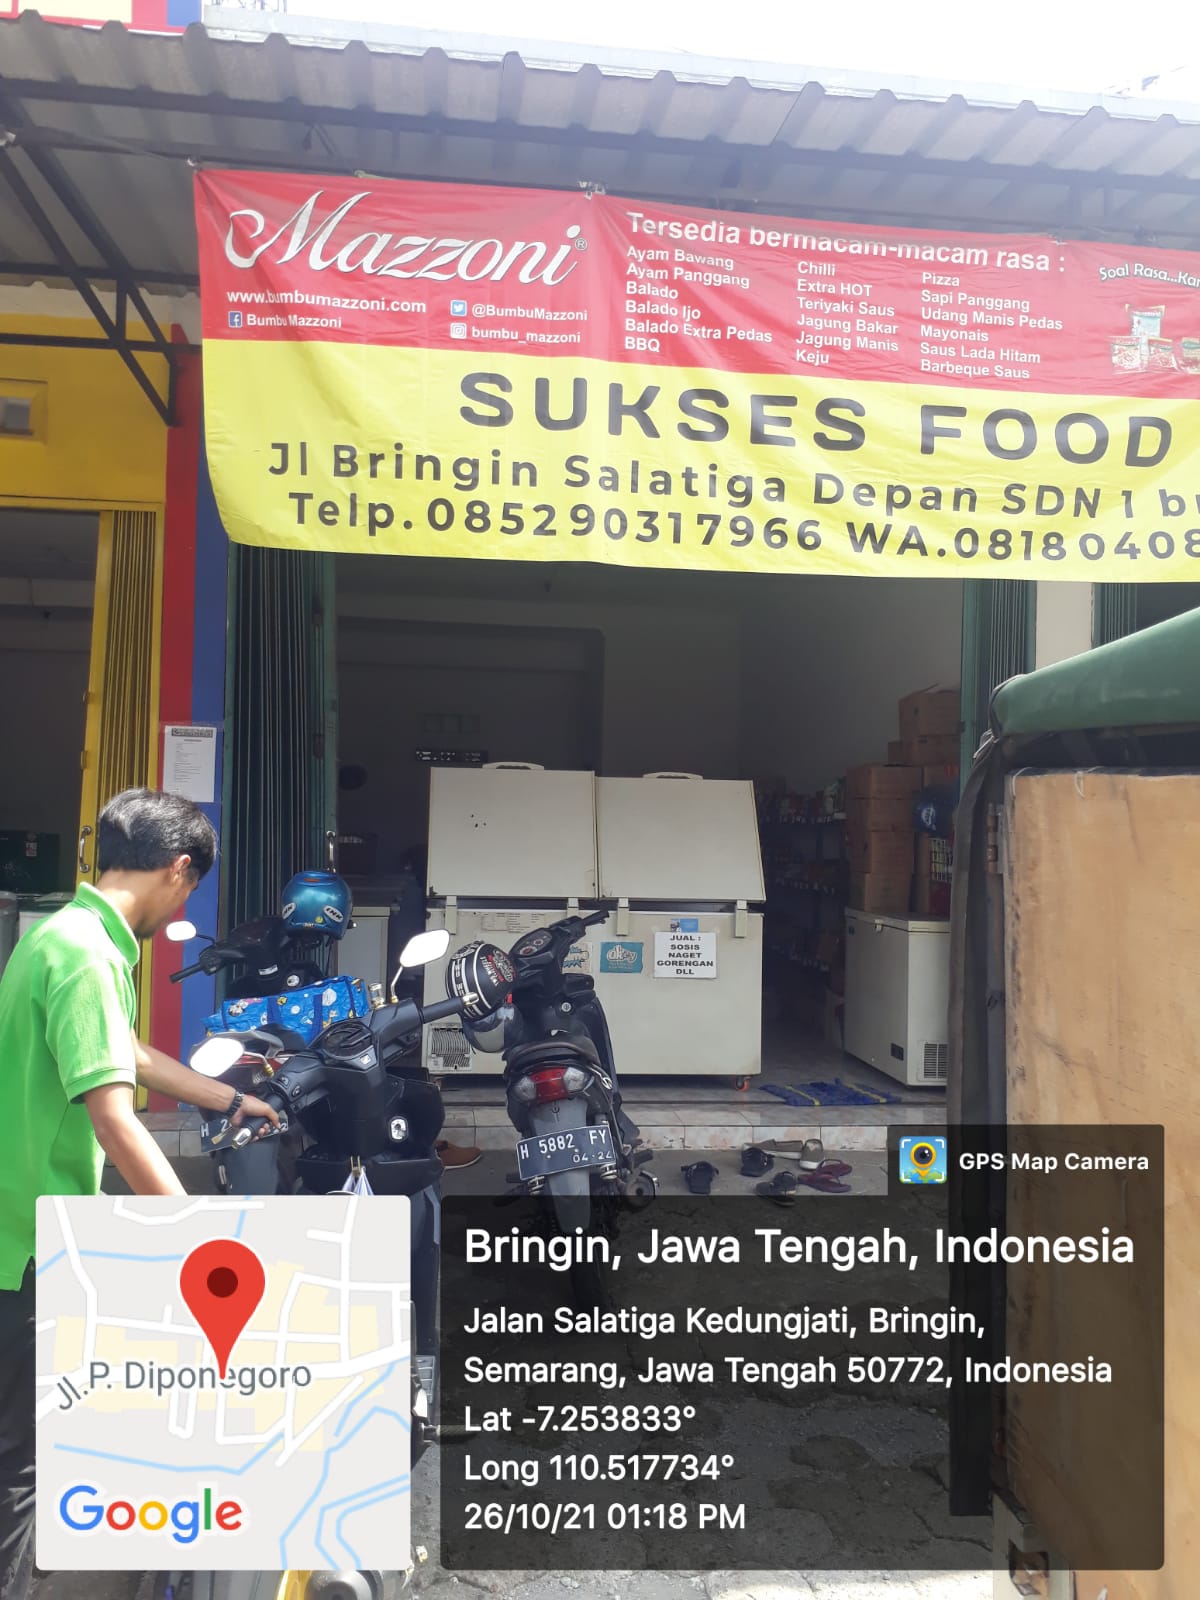 Mazzoni®
www.bumbumazzoni.com
@BumbuMazzoni
Bumbu Mazzoni
bumbu_mazzoni
Tersedia bermacam-macam rasa :
Ayam Bawang
Ayam Panggang
Balado
Balado Ijo
Balado Extra Pedas
BBQ
Chilli
Extra HOT
Teriyaki Saus
Jagung Bakar
Jagung Manis
Keju
Pizza
Sapi Panggang
Udang Manis Pedas
Mayonais
Saus Lada Hitam
Barbeque Saus
Soal Rasa...
SUKSES FOOD
Jl Bringin Salatiga Depan SDN 1
Telp.085290317966 WA.08180408
JUAL :
SOSIS
NAGET
GORENGAN
DLL
H 5882 FY
04·24
GPS Map Camera
Bringin, Jawa Tengah, Indonesia
Jalan Salatiga Kedungjati, Bringin,
Semarang, Jawa Tengah 50772, Indonesia
Lat -7.253833°
Long 110.517734°
26/10/21 01:18 PM
Jl. P. Diponegoro
Google